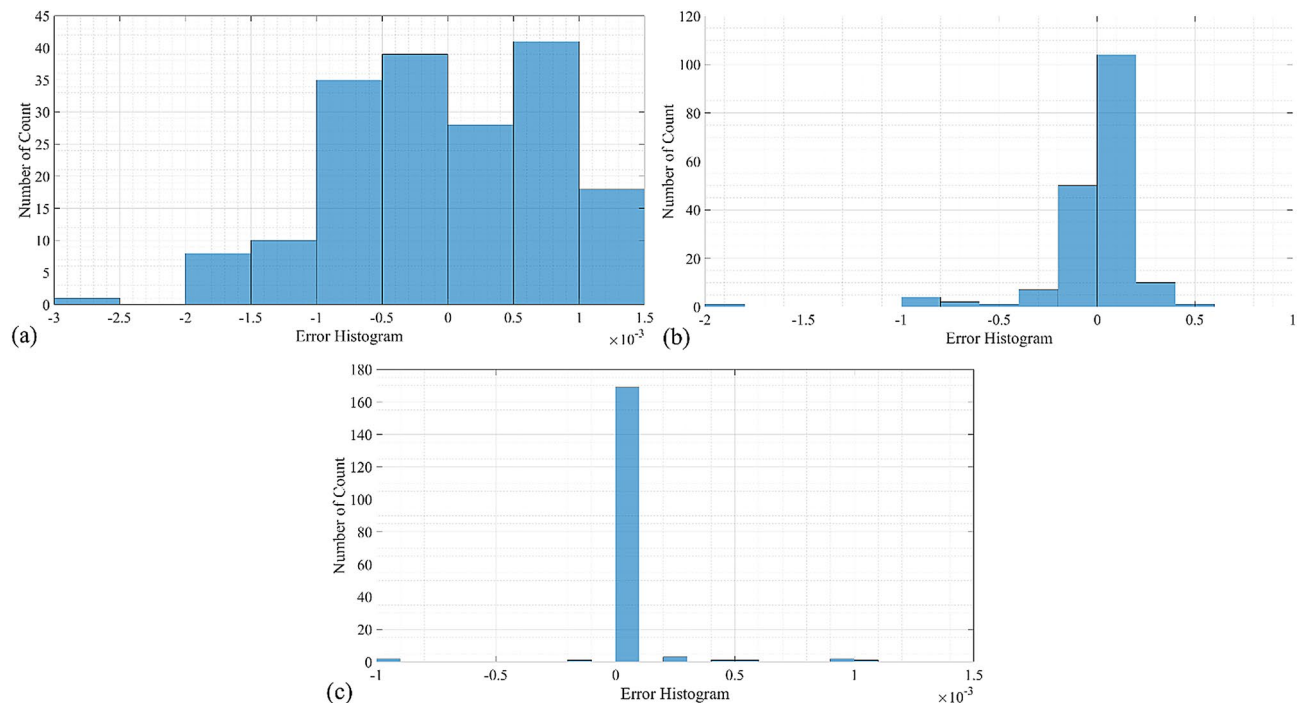 45
40
35
30
25
20
15
10
5
0
Number of Count
-3 -2.5 -2 -1.5 -1 -0.5 0 0.5 1 1.5
Error Histogram
×10⁻³
(a)
120
100
80
60
40
20
0
Number of Count
-2 -1.5 -1 -0.5 0 0.5 1
Error Histogram
(b)
180
160
140
120
100
80
60
40
20
0
Number of Count
-1 -0.5 0 0.5 1 1.5
Error Histogram
×10⁻³
(c)